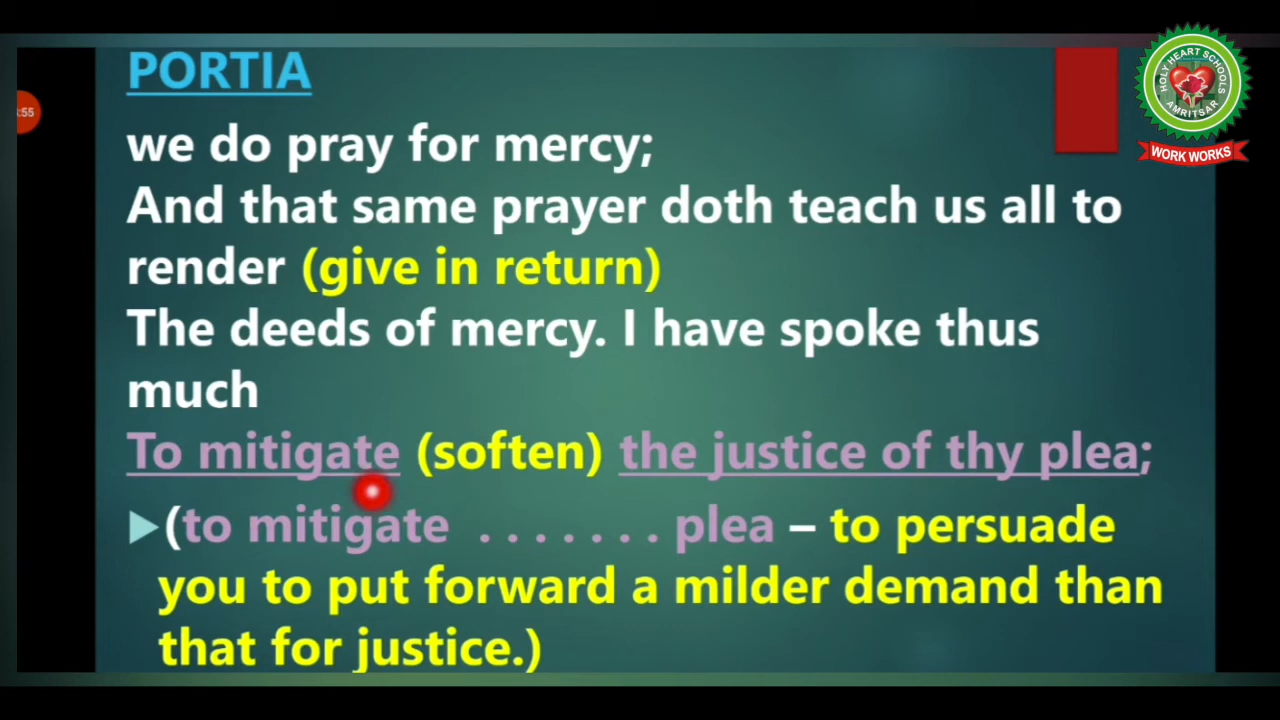 PORTIA
:55
HOLY HEART SCHOOLS
AMRITSAR
WORK WORKS
we do pray for mercy;
And that same prayer doth teach us all to
render (give in return)
The deeds of mercy. I have spoke thus
much
To mitigate (soften) the justice of thy plea;
(to mitigate . . . . . . . plea – to persuade
you to put forward a milder demand than
that for justice.)